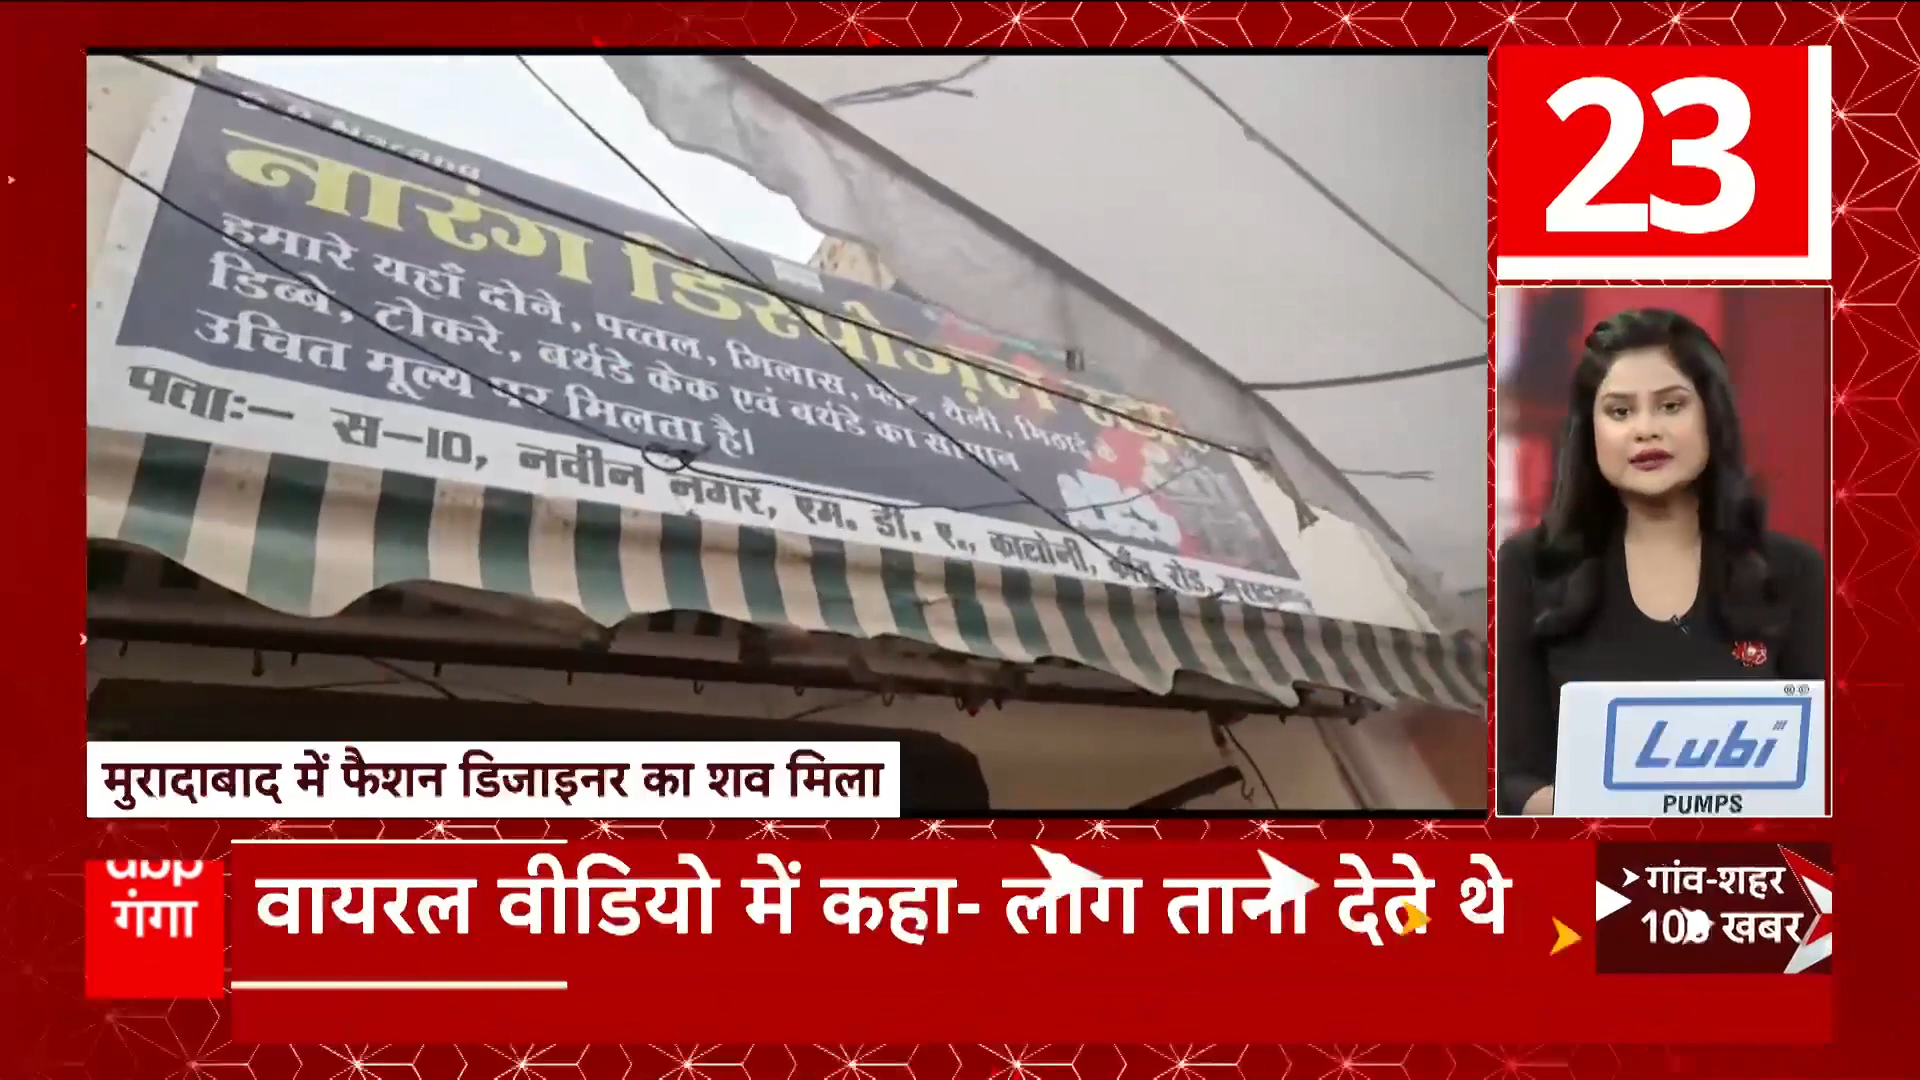 23
नारंग डिस्पोजल
हमारे यहाँ दोने, पत्तल, गिलास, प्लेट, थैली, मिठाई के
डिब्बे, टोकरे, बर्थडे केक एवं बर्थडे का सामान
उचित मूल्य पर मिलता है।
पता:- स-10, नवीन नगर, एम. डी. ए., कालोनी, काँठ रोड, मुरादाबाद
Lubi
PUMPS
मुरादाबाद में फैशन डिजाइनर का शव मिला
abp
गंगा
वायरल वीडियो में कहा- लोग ताना देते थे
गांव-शहर
100 खबर